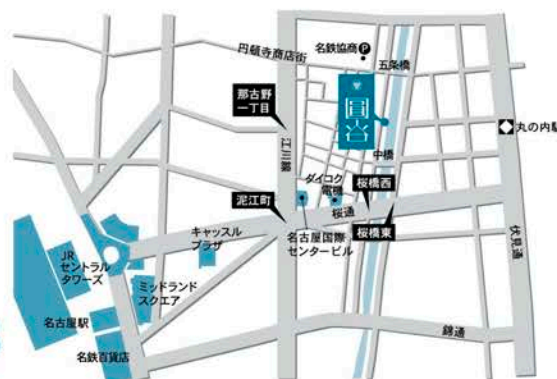 円頓寺商店街
名鉄協商
P
五条橋
那古野
一丁目
丸の内駅
江川線
中橋
ダイコク
電機
桜橋西
泥江町
桜通
キャッスル
プラザ
名古屋国際
センタービル
桜橋東
伏見通
JR
セントラル
タワーズ
ミッドランド
スクエア
名古屋駅
錦通
名鉄百貨店